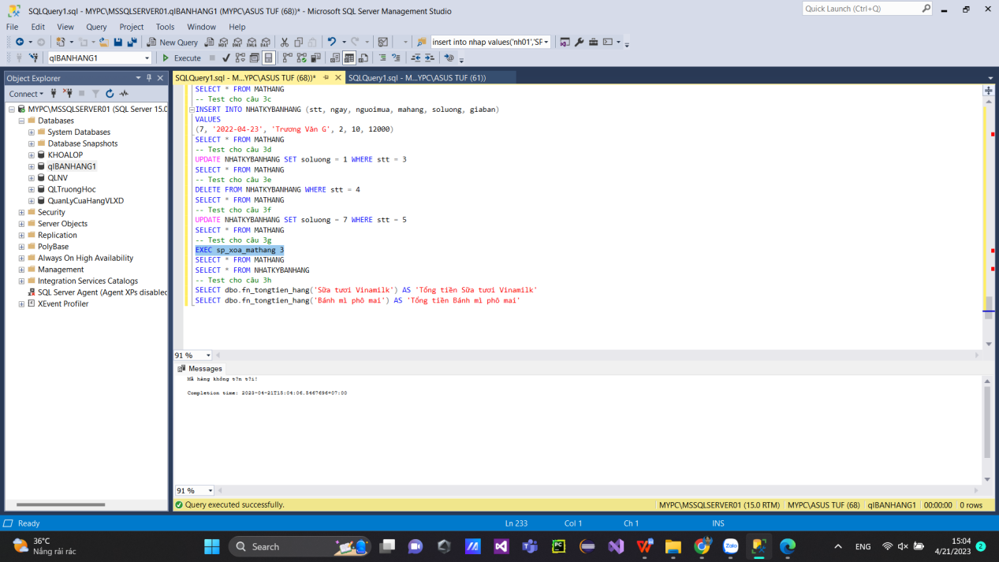 SQLQuery1.sql - MYPC\MSSQLSERVER01.qlBANHANG1 (MYPC\ASUS TUF (68))* - Microsoft SQL Server Management Studio
Quick Launch (Ctrl+Q)
File Edit View Query Project Tools Window Help
New Query
insert into nhap values('nh01','SF
qlBANHANG1
Execute
Object Explorer
SQLQuery1.sql - M...YPC\ASUS TUF (68))*
SQLQuery1.sql - M...YPC\ASUS TUF (61))
Connect
MYPC\MSSQLSERVER01 (SQL Server 15.0
Databases
System Databases
Database Snapshots
KHOALOP
qlBANHANG1
QLNV
QLTruongHoc
QuanLyCuaHangVLXD
Security
Server Objects
Replication
PolyBase
Always On High Availability
Management
Integration Services Catalogs
SQL Server Agent (Agent XPs disabled
XEvent Profiler
SELECT * FROM MATHANG
-- Test cho câu 3c
INSERT INTO NHATKYBANHANG (stt, ngay, nguoimua, mahang, soluong, giaban)
VALUES
(7, '2022-04-23', 'Trương Văn G', 2, 10, 12000)
SELECT * FROM MATHANG
-- Test cho câu 3d
UPDATE NHATKYBANHANG SET soluong = 1 WHERE stt = 3
SELECT * FROM MATHANG
-- Test cho câu 3e
DELETE FROM NHATKYBANHANG WHERE stt = 4
SELECT * FROM MATHANG
-- Test cho câu 3f
UPDATE NHATKYBANHANG SET soluong = 7 WHERE stt = 5
SELECT * FROM MATHANG
-- Test cho câu 3g
EXEC sp_xoa_mathang 3
SELECT * FROM MATHANG
SELECT * FROM NHATKYBANHANG
-- Test cho câu 3h
SELECT dbo.fn_tongtien_hang('Sữa tươi Vinamilk') AS 'Tổng tiền Sữa tươi Vinamilk'
SELECT dbo.fn_tongtien_hang('Bánh mì phô mai') AS 'Tổng tiền Bánh mì phô mai'
91 %
Messages
Mã hàng không t?n t?i!
Completion time: 2023-04-21T15:04:06.5467696+07:00
91 %
Query executed successfully.
MYPC\MSSQLSERVER01 (15.0 RTM) MYPC\ASUS TUF (68) qlBANHANG1 00:00:00 0 rows
Ready
Ln 233 Col 1 Ch 1 INS
36°C
Nắng rải rác
Search
PC
Zalo
ENG
15:04
4/21/2023
2